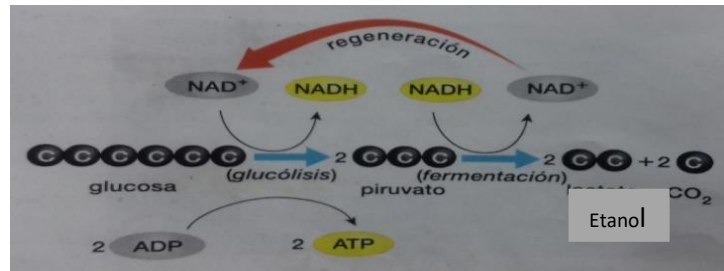 regeneración
NAD+ NADH NADH NAD+
C C C C C C 2 C C C 2 C C + 2 C
(glucólisis) (fermentación)
glucosa piruvato CO2
Etanol
2 ADP 2 ATP